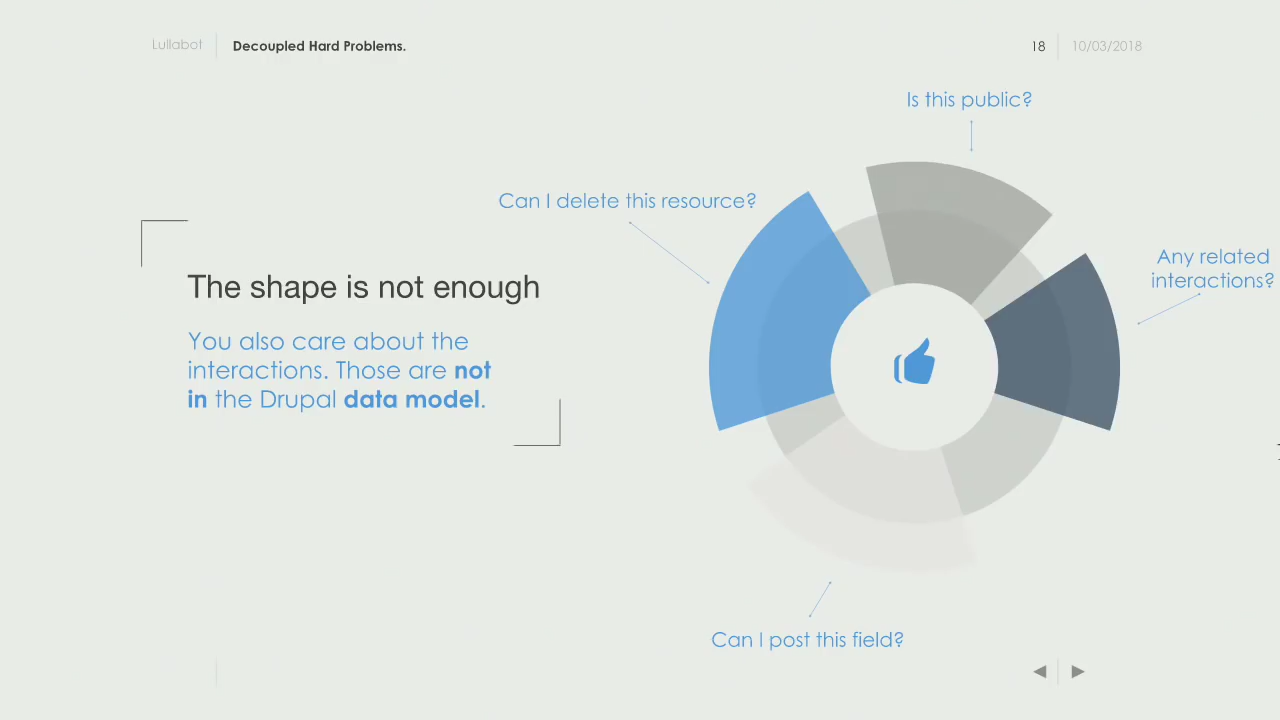 Lullabot
Decoupled Hard Problems.
18
10/03/2018
Is this public?
Can I delete this resource?
Any related
interactions?
The shape is not enough
You also care about the
interactions. Those are not
in the Drupal data model.
Can I post this field?